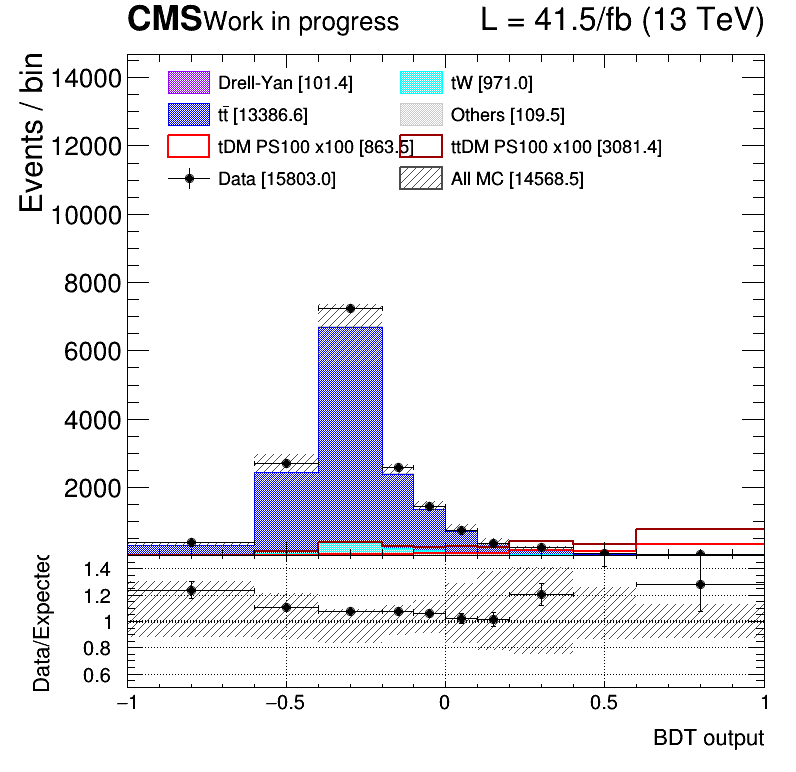 CMS Work in progress L = 41.5/fb (13 TeV)
Events / bin
14000
12000
10000
8000
6000
4000
2000
Drell-Yan [101.4] tW [971.0]
tt̄ [13386.6] Others [109.5]
tDM PS100 x100 [863.5] ttDM PS100 x100 [3081.4]
Data [15803.0] All MC [14568.5]
Data/Expected
1.4
1.2
1
0.8
0.6
−1 −0.5 0 0.5 1
BDT output